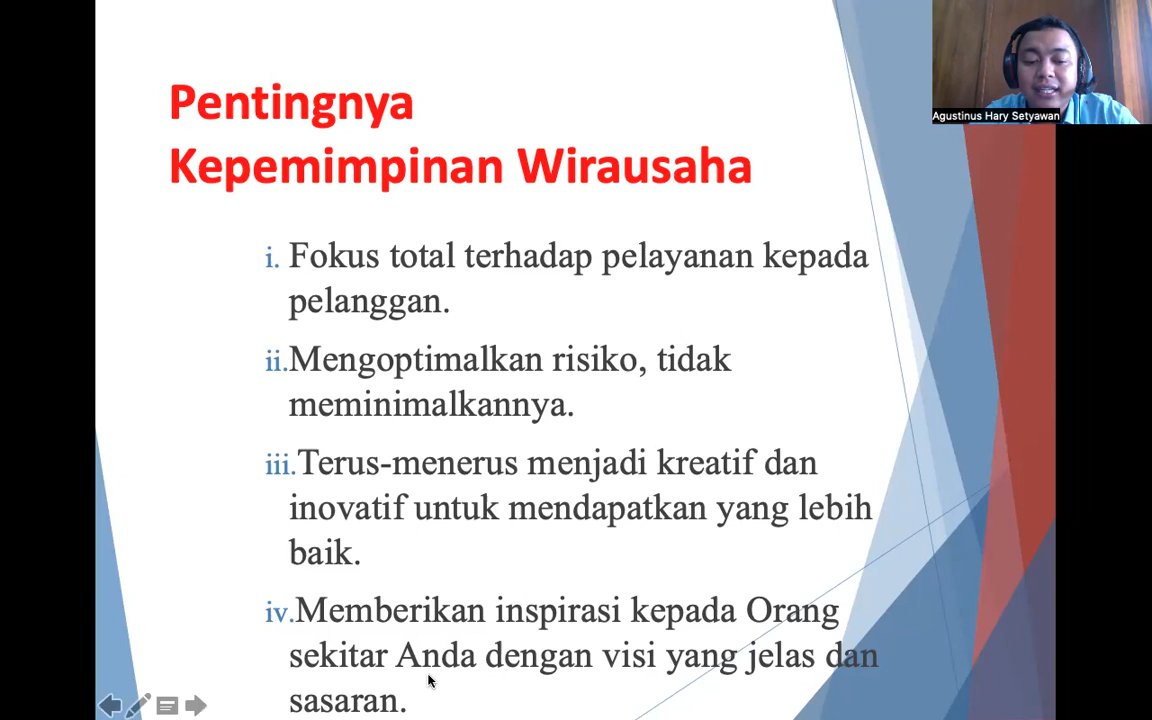 Pentingnya
Kepemimpinan Wirausaha
i. Fokus total terhadap pelayanan kepada
pelanggan.
ii.Mengoptimalkan risiko, tidak
meminimalkannya.
iii.Terus-menerus menjadi kreatif dan
inovatif untuk mendapatkan yang lebih
baik.
iv.Memberikan inspirasi kepada Orang
sekitar Anda dengan visi yang jelas dan
sasaran.
Agustinus Hary Setyawan